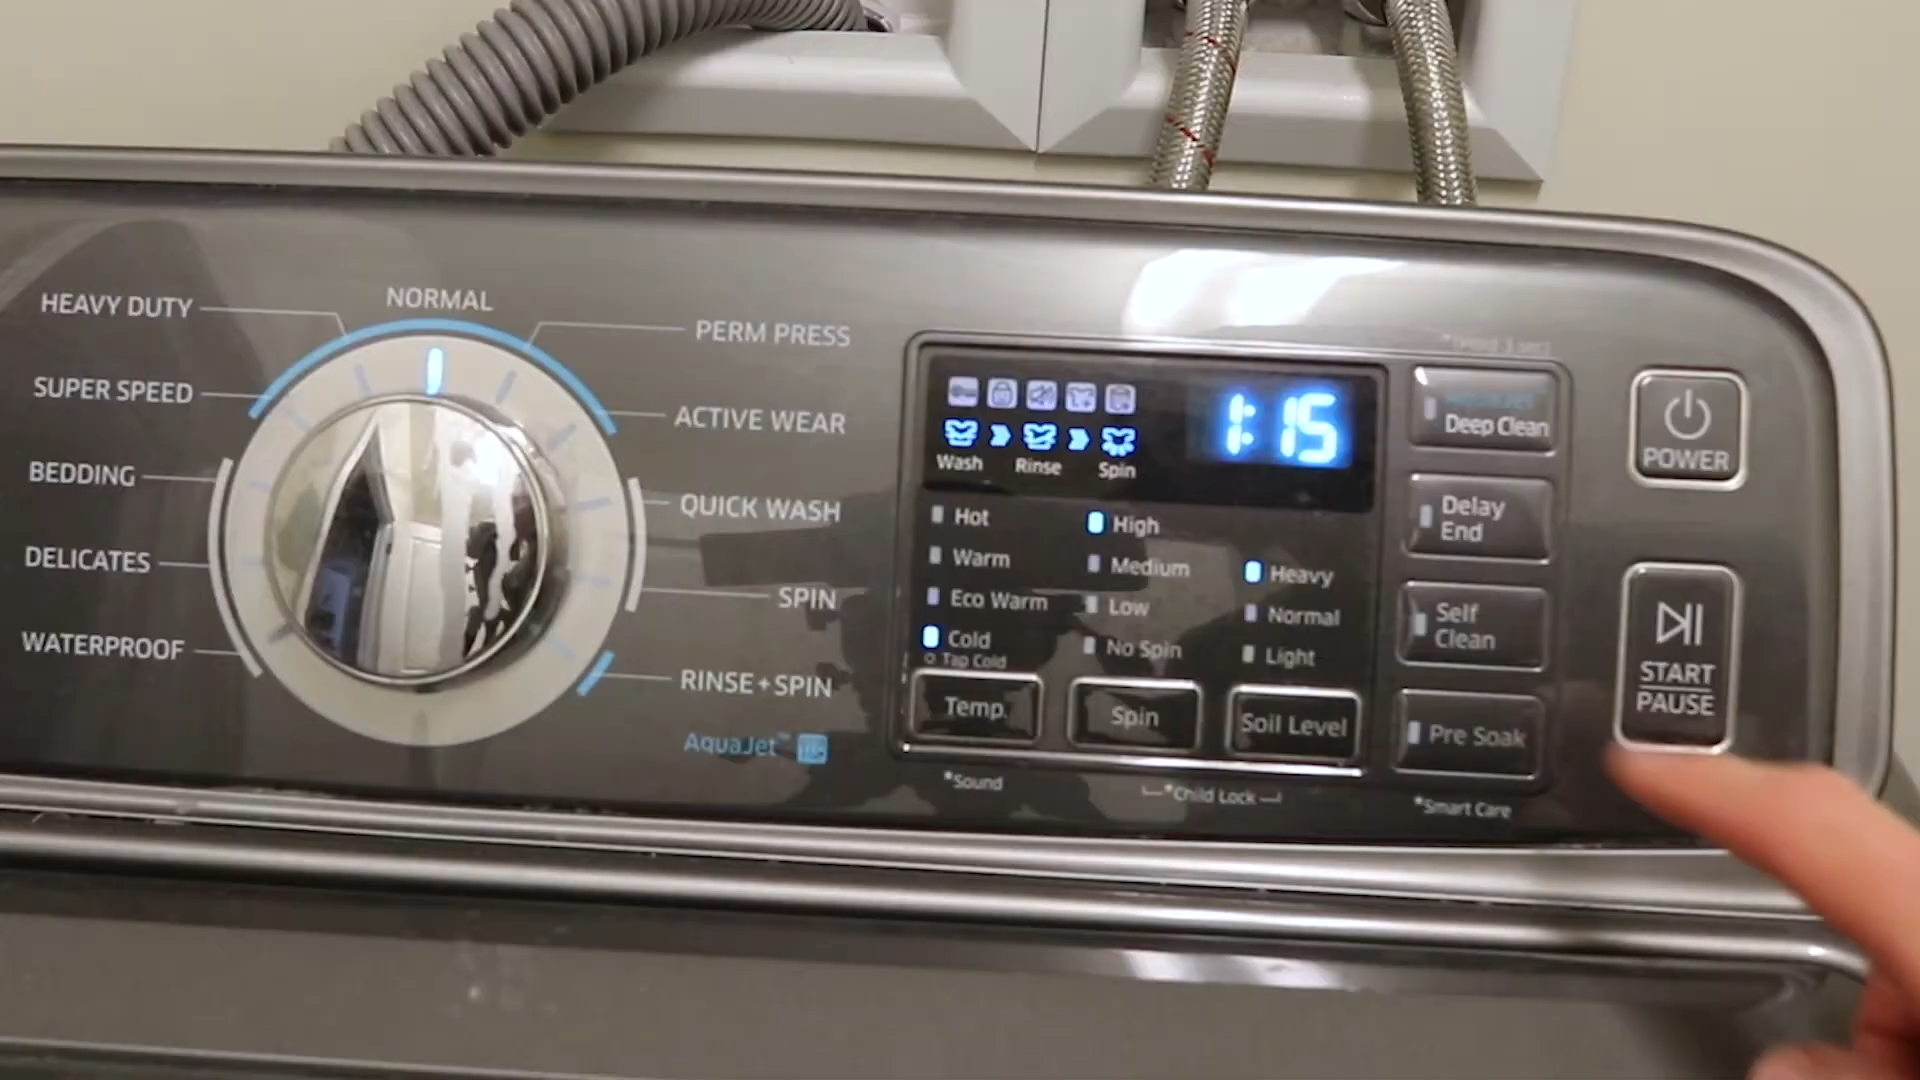 HEAVY DUTY
NORMAL
PERM PRESS
SUPER SPEED
ACTIVE WEAR
BEDDING
QUICK WASH
DELICATES
SPIN
WATERPROOF
RINSE+SPIN
AquaJet™
1:15
Wash
Rinse
Spin
Hot
Warm
Eco Warm
Cold
Tap Cold
High
Medium
Low
No Spin
Heavy
Normal
Light
Temp.
Spin
Soil Level
*Sound
*Child Lock
Deep Clean
Delay
End
Self
Clean
Pre Soak
*Smart Care
POWER
START
PAUSE